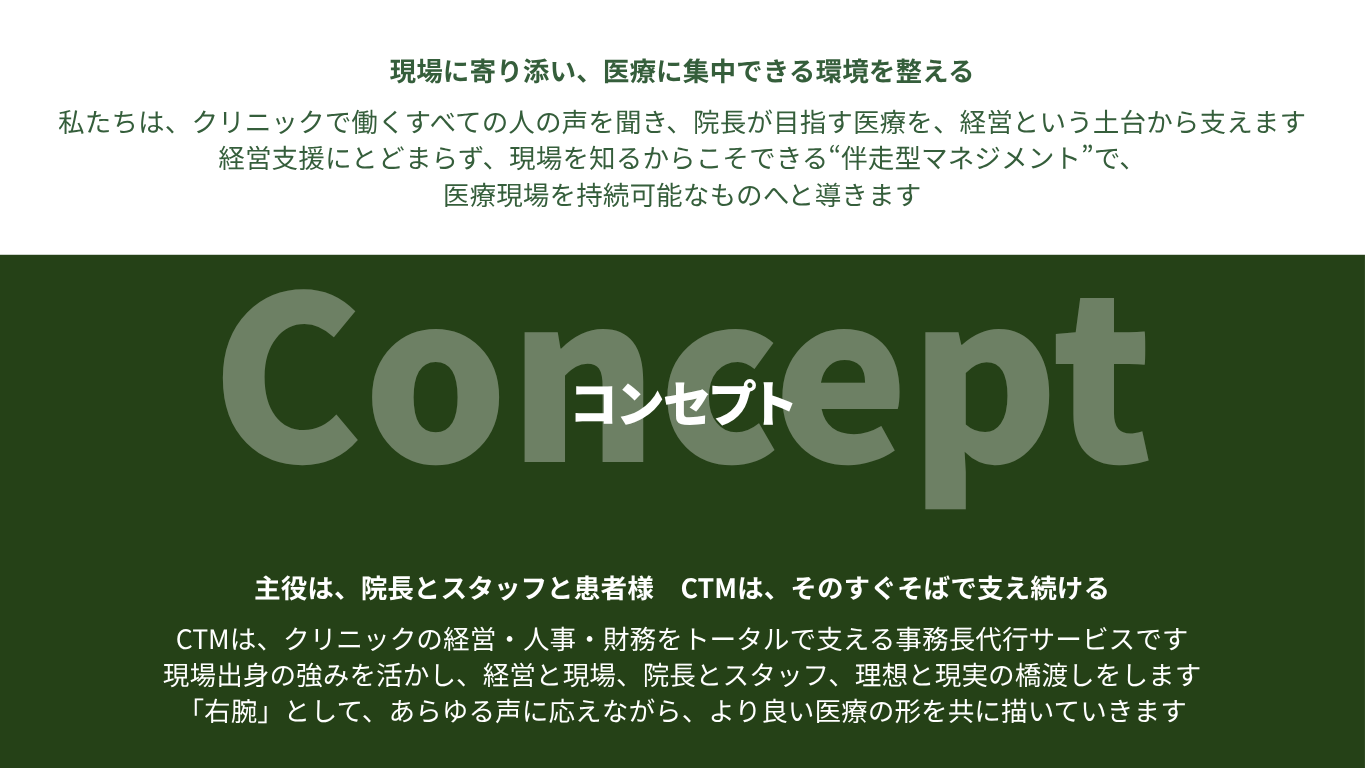 現場に寄り添い、医療に集中できる環境を整える
私たちは、クリニックで働くすべての人の声を聞き、院長が目指す医療を、経営という土台から支えます
経営支援にとどまらず、現場を知るからこそできる“伴走型マネジメント”で、
医療現場を持続可能なものへと導きます
Concept
コンセプト
主役は、院長とスタッフと患者様　CTMは、そのすぐそばで支え続ける
CTMは、クリニックの経営・人事・財務をトータルで支える事務長代行サービスです
現場出身の強みを活かし、経営と現場、院長とスタッフ、理想と現実の橋渡しをします
「右腕」として、あらゆる声に応えながら、より良い医療の形を共に描いていきます